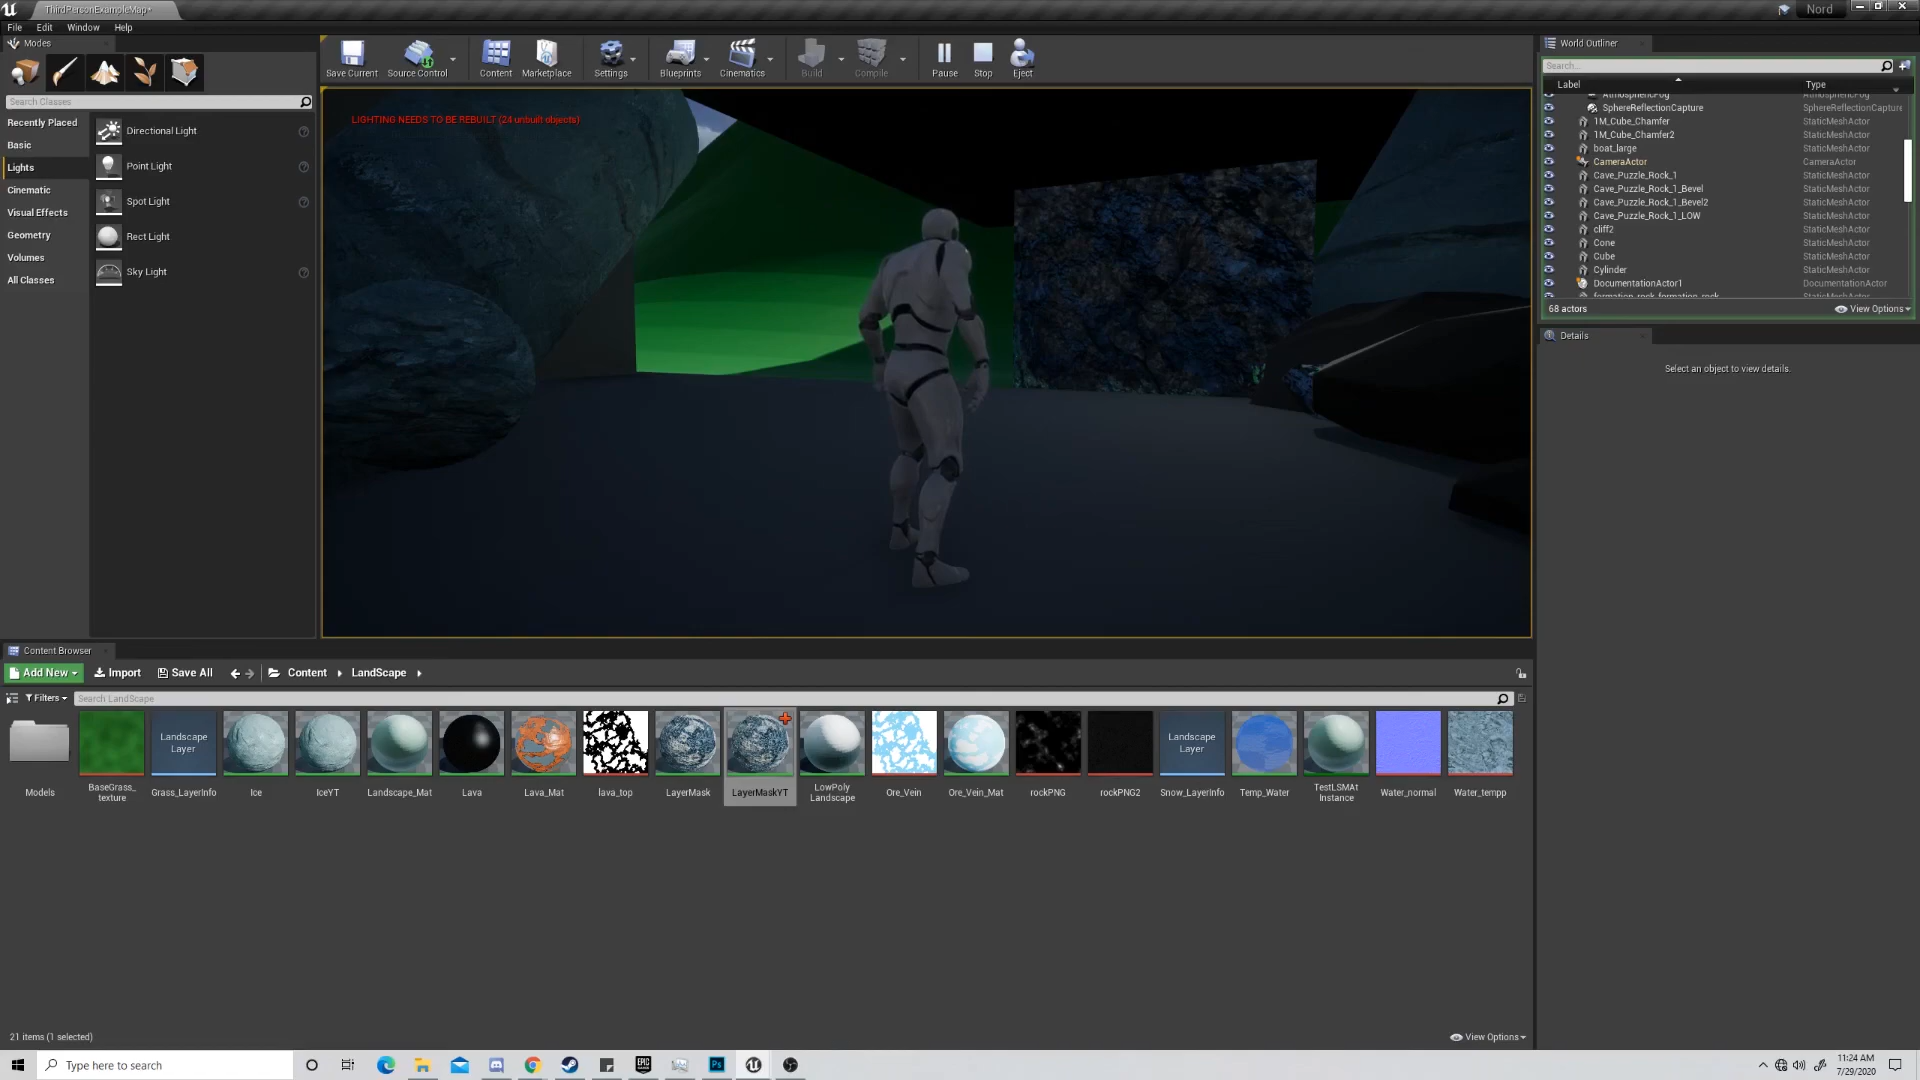 ThirdPersonExampleMap*
Nord
File Edit Window Help
Modes
World Outliner
Save Current
Source Control
Content
Marketplace
Settings
Blueprints
Cinematics
Build
Compile
Pause
Stop
Eject
Search Classes
Search...
Label Type
Recently Placed
Basic
Lights
Cinematic
Visual Effects
Geometry
Volumes
All Classes
Directional Light
Point Light
Spot Light
Rect Light
Sky Light
LIGHTING NEEDS TO BE REBUILT (24 unbuilt objects)
AtmosphericFog AtmosphericFog
SphereReflectionCapture SphereReflectionCapture
1M_Cube_Chamfer StaticMeshActor
1M_Cube_Chamfer2 StaticMeshActor
boat_large StaticMeshActor
CameraActor CameraActor
Cave_Puzzle_Rock_1 StaticMeshActor
Cave_Puzzle_Rock_1_Bevel StaticMeshActor
Cave_Puzzle_Rock_1_Bevel2 StaticMeshActor
Cave_Puzzle_Rock_1_LOW StaticMeshActor
cliff2 StaticMeshActor
Cone StaticMeshActor
Cube StaticMeshActor
Cylinder StaticMeshActor
DocumentationActor1 DocumentationActor
formation_rock_formation_rock StaticMeshActor
68 actors View Options
Details
Select an object to view details.
Content Browser
Add New Import Save All Content LandScape
Filters Search LandScape
Landscape
Layer
Landscape
Layer
Models
BaseGrass_
texture
Grass_LayerInfo
Ice
IceYT
Landscape_Mat
Lava
Lava_Mat
lava_top
LayerMask
LayerMaskYT
LowPoly
Landscape
Ore_Vein
Ore_Vein_Mat
rockPNG
rockPNG2
Snow_LayerInfo
Temp_Water
TestLSMAt
Instance
Water_normal
Water_tempp
21 items (1 selected) View Options
Type here to search
EPIC
Ps
11:24 AM
7/29/2020